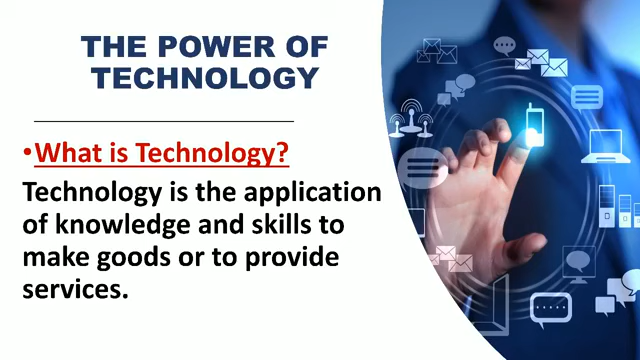 THE POWER OF
TECHNOLOGY
•What is Technology?
Technology is the application
of knowledge and skills to
make goods or to provide
services.